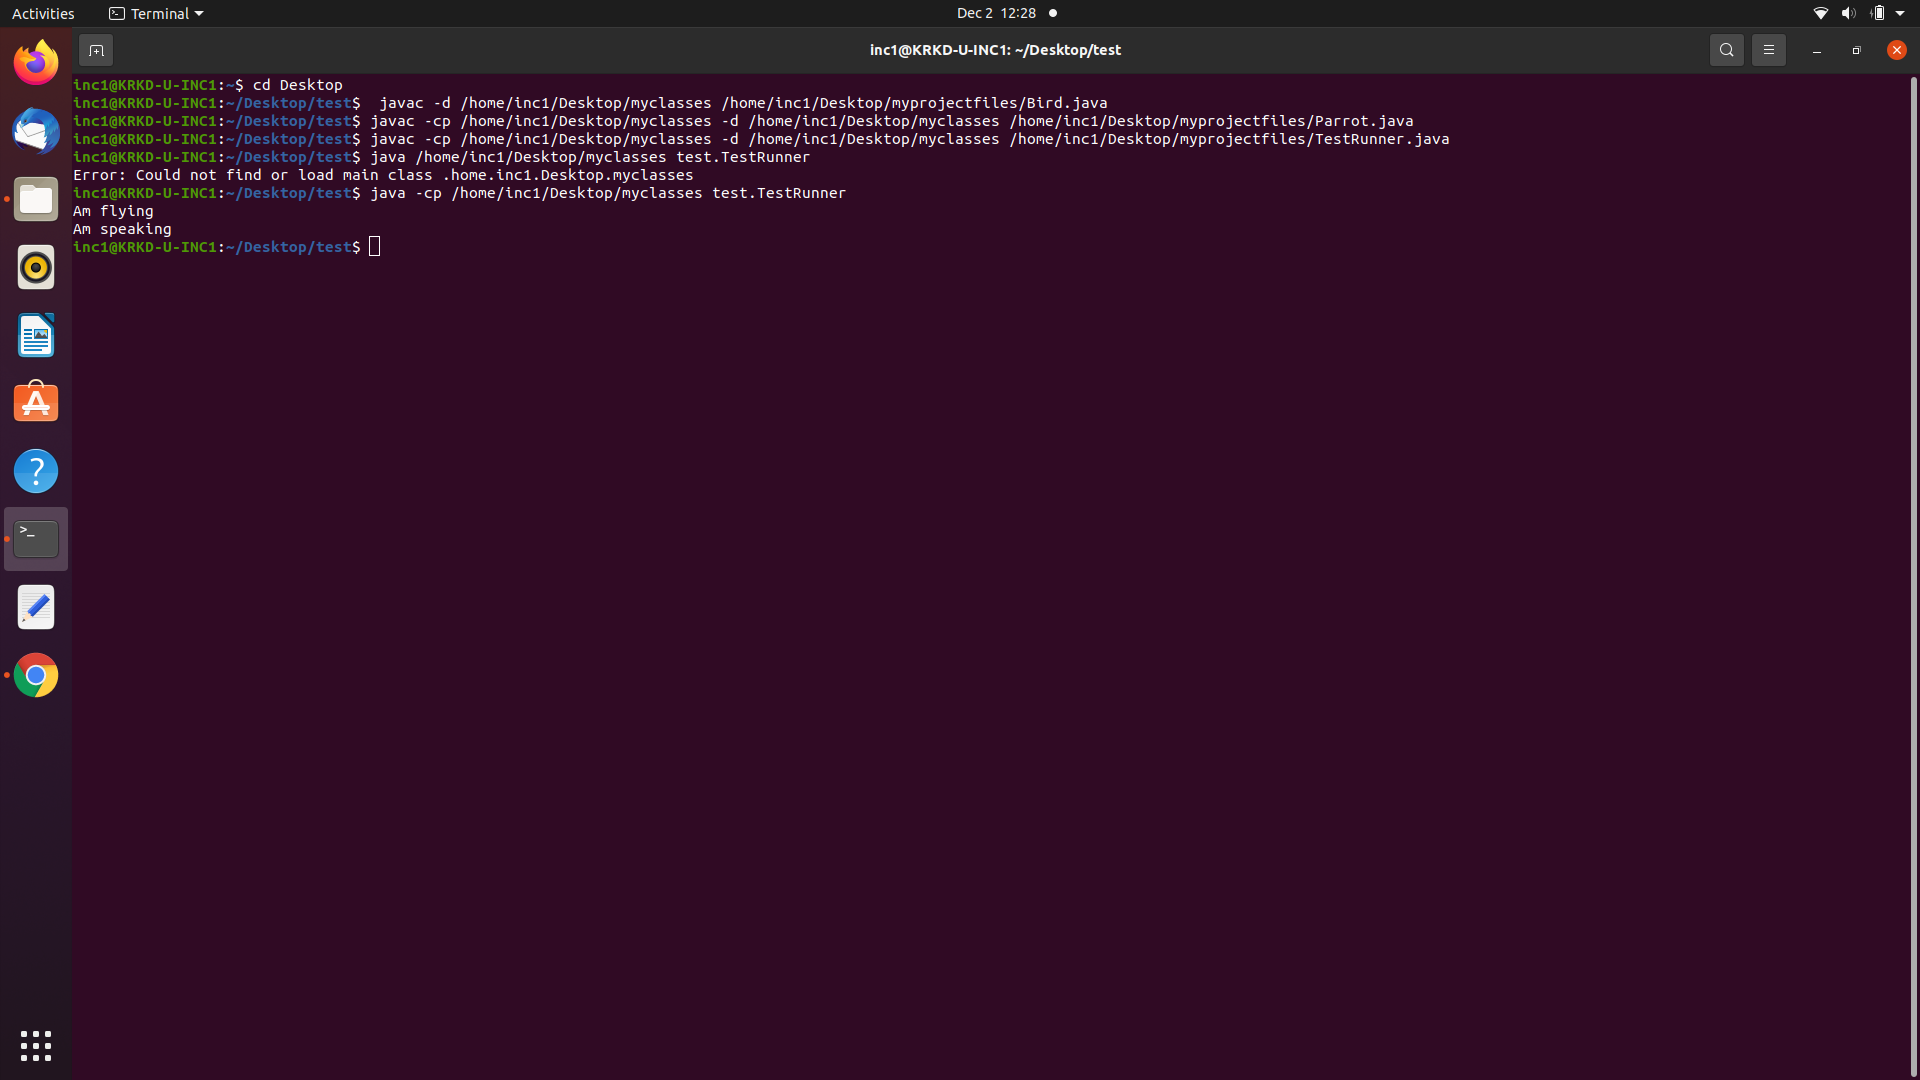 Activities Terminal Dec 2 12:28
inc1@KRKD-U-INC1: ~/Desktop/test
inc1@KRKD-U-INC1:~$ cd Desktop
inc1@KRKD-U-INC1:~/Desktop/test$  javac -d /home/inc1/Desktop/myclasses /home/inc1/Desktop/myprojectfiles/Bird.java
inc1@KRKD-U-INC1:~/Desktop/test$ javac -cp /home/inc1/Desktop/myclasses -d /home/inc1/Desktop/myclasses /home/inc1/Desktop/myprojectfiles/Parrot.java
inc1@KRKD-U-INC1:~/Desktop/test$ javac -cp /home/inc1/Desktop/myclasses -d /home/inc1/Desktop/myclasses /home/inc1/Desktop/myprojectfiles/TestRunner.java
inc1@KRKD-U-INC1:~/Desktop/test$ java /home/inc1/Desktop/myclasses test.TestRunner
Error: Could not find or load main class .home.inc1.Desktop.myclasses
inc1@KRKD-U-INC1:~/Desktop/test$ java -cp /home/inc1/Desktop/myclasses test.TestRunner
Am flying
Am speaking
inc1@KRKD-U-INC1:~/Desktop/test$